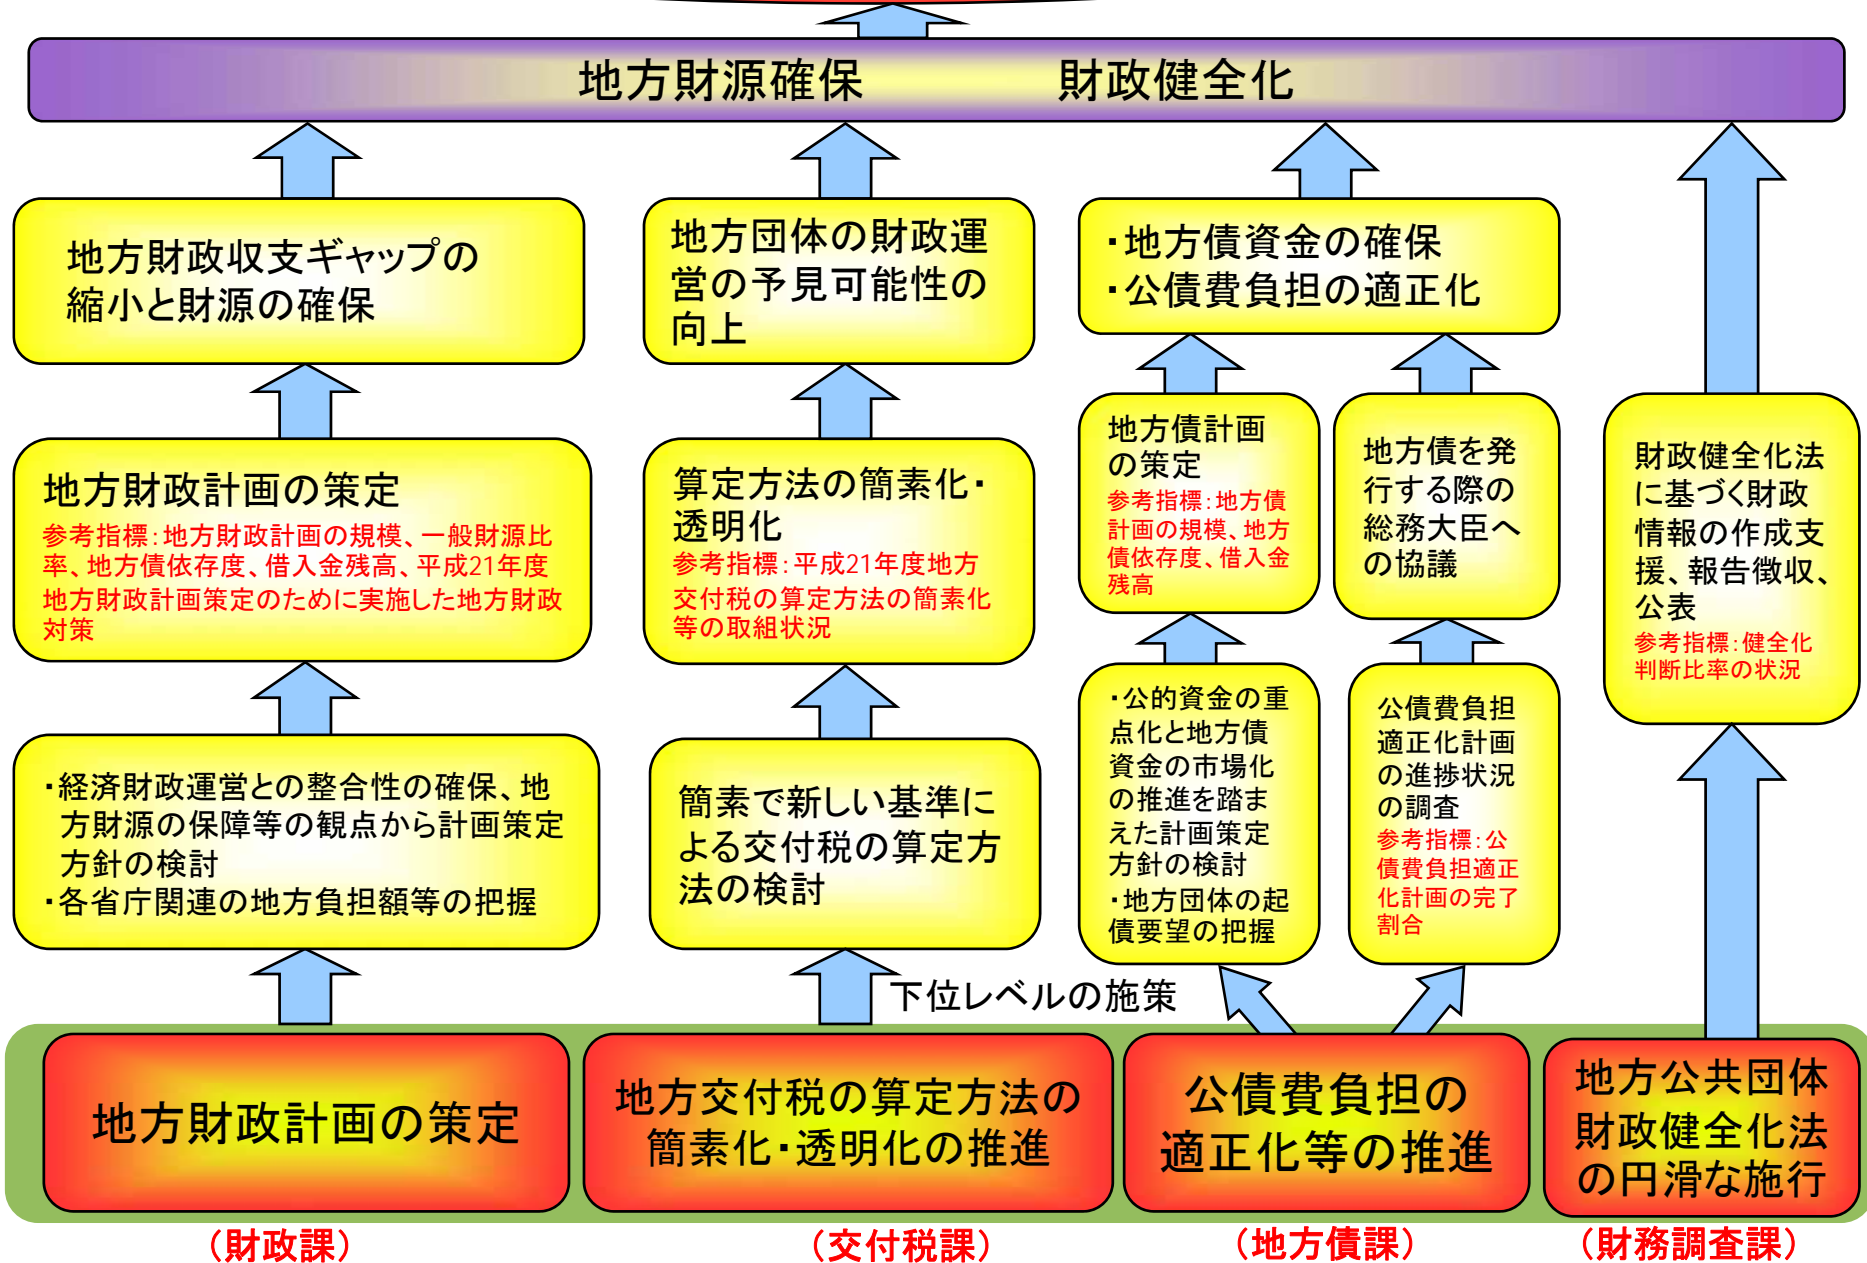 地方財源確保　　　　財政健全化
地方財政収支ギャップの
縮小と財源の確保
地方団体の財政運
営の予見可能性の
向上
・地方債資金の確保
・公債費負担の適正化
地方財政計画の策定
参考指標：地方財政計画の規模、一般財源比
率、地方債依存度、借入金残高、平成21年度
地方財政計画策定のために実施した地方財政
対策
算定方法の簡素化・
透明化
参考指標：平成21年度地方
交付税の算定方法の簡素化
等の取組状況
地方債計画
の策定
参考指標：地方債
計画の規模、地方
債依存度、借入金
残高
地方債を発
行する際の
総務大臣へ
の協議
財政健全化法
に基づく財政
情報の作成支
援、報告徴収、
公表
参考指標：健全化
判断比率の状況
・経済財政運営との整合性の確保、地
方財源の保障等の観点から計画策定
方針の検討
・各省庁関連の地方負担額等の把握
簡素で新しい基準に
よる交付税の算定方
法の検討
・公的資金の重
点化と地方債
資金の市場化
の推進を踏ま
えた計画策定
方針の検討
・地方団体の起
債要望の把握
公債費負担
適正化計画
の進捗状況
の調査
参考指標：公
債費負担適正
化計画の完了
割合
下位レベルの施策
地方財政計画の策定
地方交付税の算定方法の
簡素化・透明化の推進
公債費負担の
適正化等の推進
地方公共団体
財政健全化法
の円滑な施行
（財政課）
（交付税課）
（地方債課）
（財務調査課）